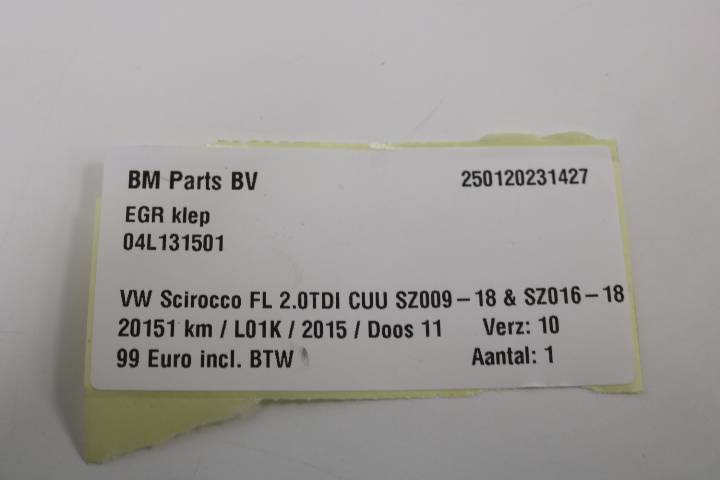 BM Parts BV 250120231427
EGR klep
04L131501
VW Scirocco FL 2.0TDI CUU SZ009-18 & SZ016-18
20151 km / L01K / 2015 / Doos 11 Verz: 10
99 Euro incl. BTW Aantal: 1